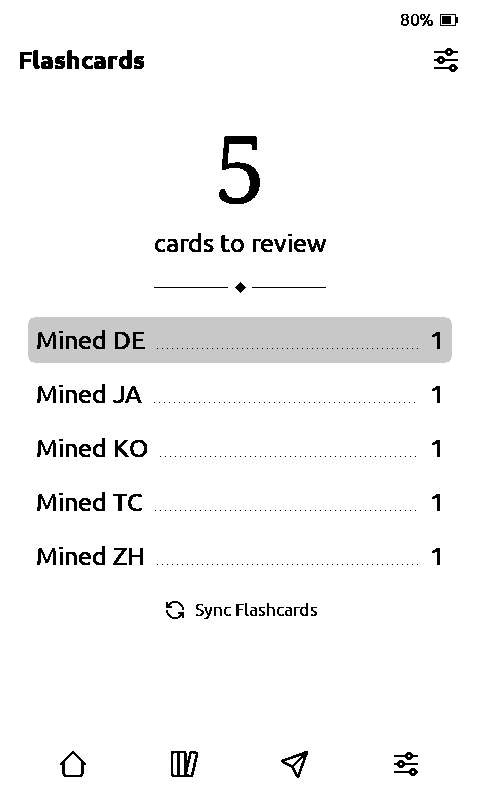 80%
Flashcards
5
cards to review
Mined DE 1
Mined JA 1
Mined KO 1
Mined TC 1
Mined ZH 1
Sync Flashcards